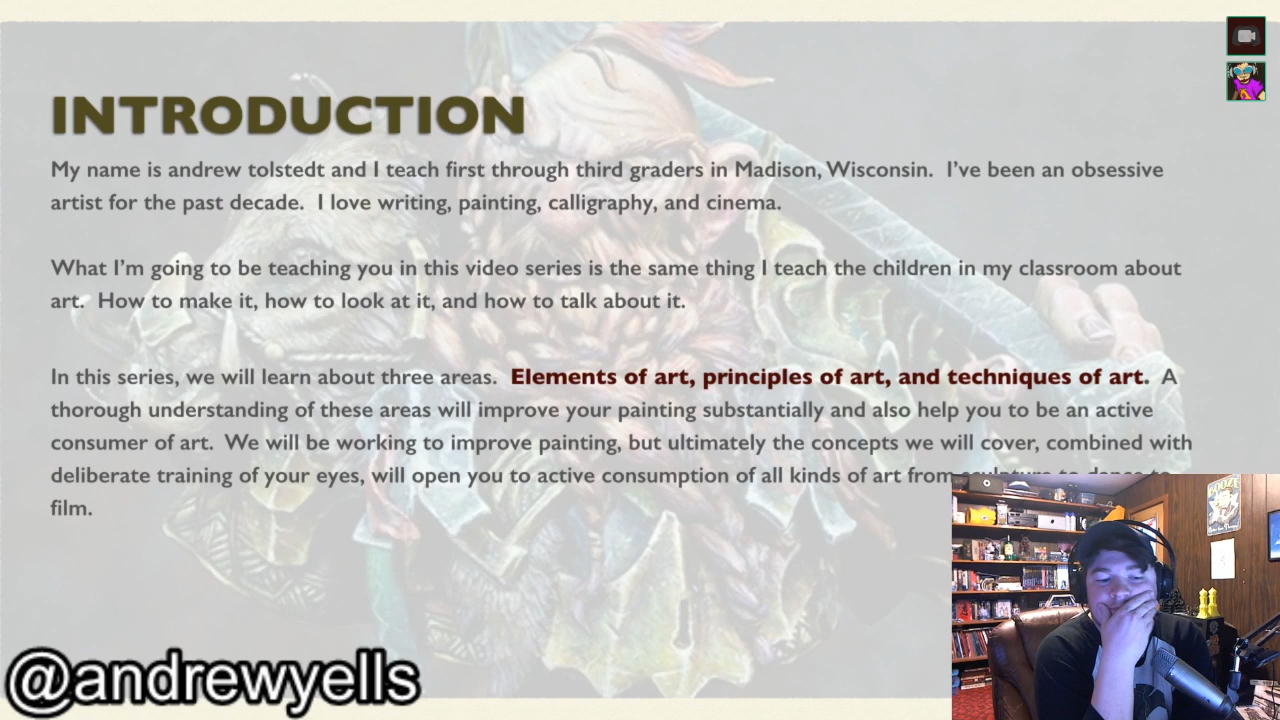 INTRODUCTION
My name is andrew tolstedt and I teach first through third graders in Madison, Wisconsin.  I've been an obsessive
artist for the past decade.  I love writing, painting, calligraphy, and cinema.
What I'm going to be teaching you in this video series is the same thing I teach the children in my classroom about
art.  How to make it, how to look at it, and how to talk about it.
In this series, we will learn about three areas.  Elements of art, principles of art, and techniques of art.  A
thorough understanding of these areas will improve your painting substantially and also help you to be an active
consumer of art.  We will be working to improve painting, but ultimately the concepts we will cover, combined with
deliberate training of your eyes, will open you to active consumption of all kinds of art from sculpture to dance to
film.
@andrewyells